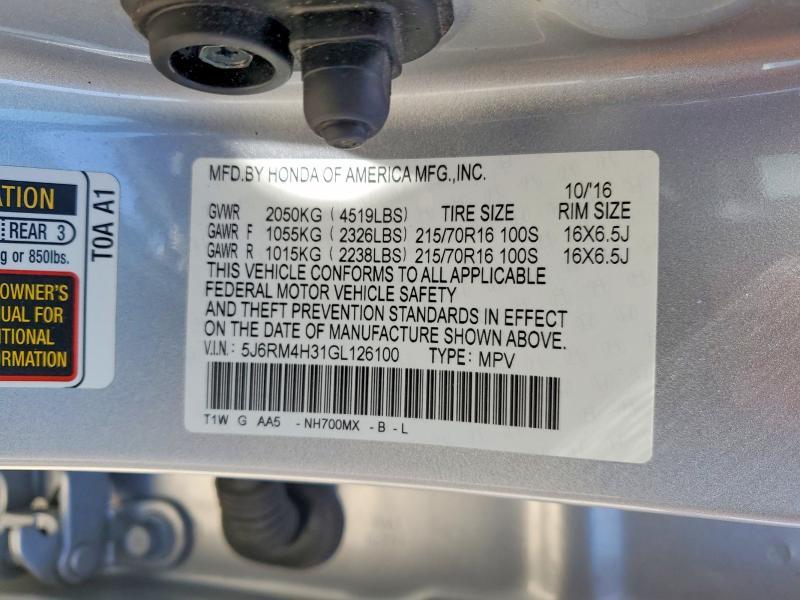 ATION
REAR 3
g or 850lbs.
OWNER'S
UAL FOR
ITIONAL
ORMATION
TOA A1
MFD.BY HONDA OF AMERICA MFG.,INC.
10/'16
GVWR 2050KG ( 4519LBS) TIRE SIZE RIM SIZE
GAWR F 1055KG ( 2326LBS) 215/70R16 100S 16X6.5J
GAWR R 1015KG ( 2238LBS) 215/70R16 100S 16X6.5J
THIS VEHICLE CONFORMS TO ALL APPLICABLE
FEDERAL MOTOR VEHICLE SAFETY
AND THEFT PREVENTION STANDARDS IN EFFECT
ON THE DATE OF MANUFACTURE SHOWN ABOVE.
V.I.N.: 5J6RM4H31GL126100 TYPE: MPV
T1W G AA5 - NH700MX - B - L